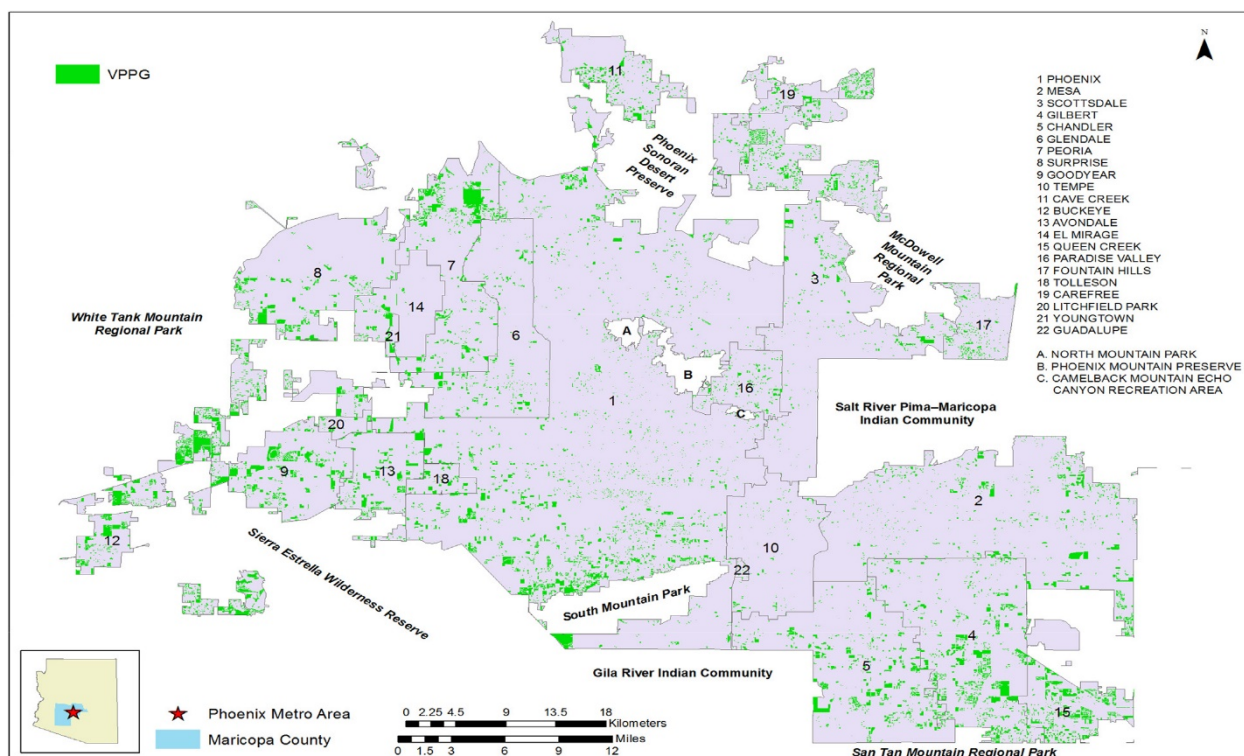 N
VPPG
1 PHOENIX
2 MESA
3 SCOTTSDALE
4 GILBERT
5 CHANDLER
6 GLENDALE
7 PEORIA
8 SURPRISE
9 GOODYEAR
10 TEMPE
11 CAVE CREEK
12 BUCKEYE
13 AVONDALE
14 EL MIRAGE
15 QUEEN CREEK
16 PARADISE VALLEY
17 FOUNTAIN HILLS
18 TOLLESON
19 CAREFREE
20 LITCHFIELD PARK
21 YOUNGTOWN
22 GUADALUPE
A. NORTH MOUNTAIN PARK
B. PHOENIX MOUNTAIN PRESERVE
C. CAMELBACK MOUNTAIN ECHO
CANYON RECREATION AREA
11
19
Phoenix
Sonoran
Desert
Preserve
McDowell
Mountain
Regional
Park
7
8
3
14
White Tank Mountain
Regional Park
21
6
A
17
B
16
1
C
Salt River Pima–Maricopa
Indian Community
20
9
13
18
2
12
10
Sierra Estrella Wilderness Reserve
22
South Mountain Park
4
Gila River Indian Community
5
15
San Tan Mountain Regional Park
Phoenix Metro Area
Maricopa County
0 2.25 4.5 9 13.5 18
Kilometers
Miles
0 1.5 3 6 9 12